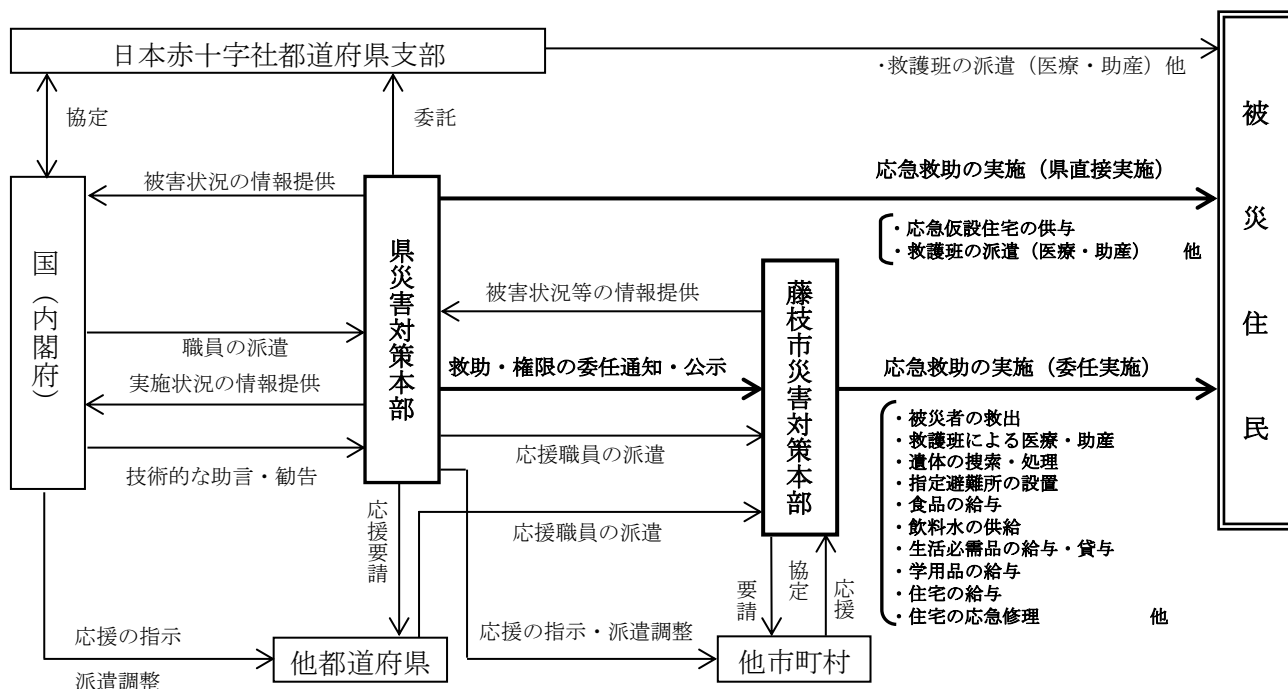 日本赤十字社都道府県支部
・救護班の派遣（医療・助産）他
協定
委託
被災住民
被害状況の情報提供
応急救助の実施（県直接実施）
・応急仮設住宅の供与
・救護班の派遣（医療・助産）　他
国（内閣府）
県災害対策本部
藤枝市災害対策本部
被害状況等の情報提供
職員の派遣
救助・権限の委任通知・公示
応急救助の実施（委任実施）
実施状況の情報提供
・被災者の救出
・救護班による医療・助産
・遺体の捜索・処理
・指定避難所の設置
・食品の給与
・飲料水の供給
・生活必需品の給与・貸与
・学用品の給与
・住宅の給与
・住宅の応急修理　他
応援職員の派遣
技術的な助言・勧告
応援要請
応援職員の派遣
要請
協定
応援
応援の指示
派遣調整
他都道府県
応援の指示・派遣調整
他市町村